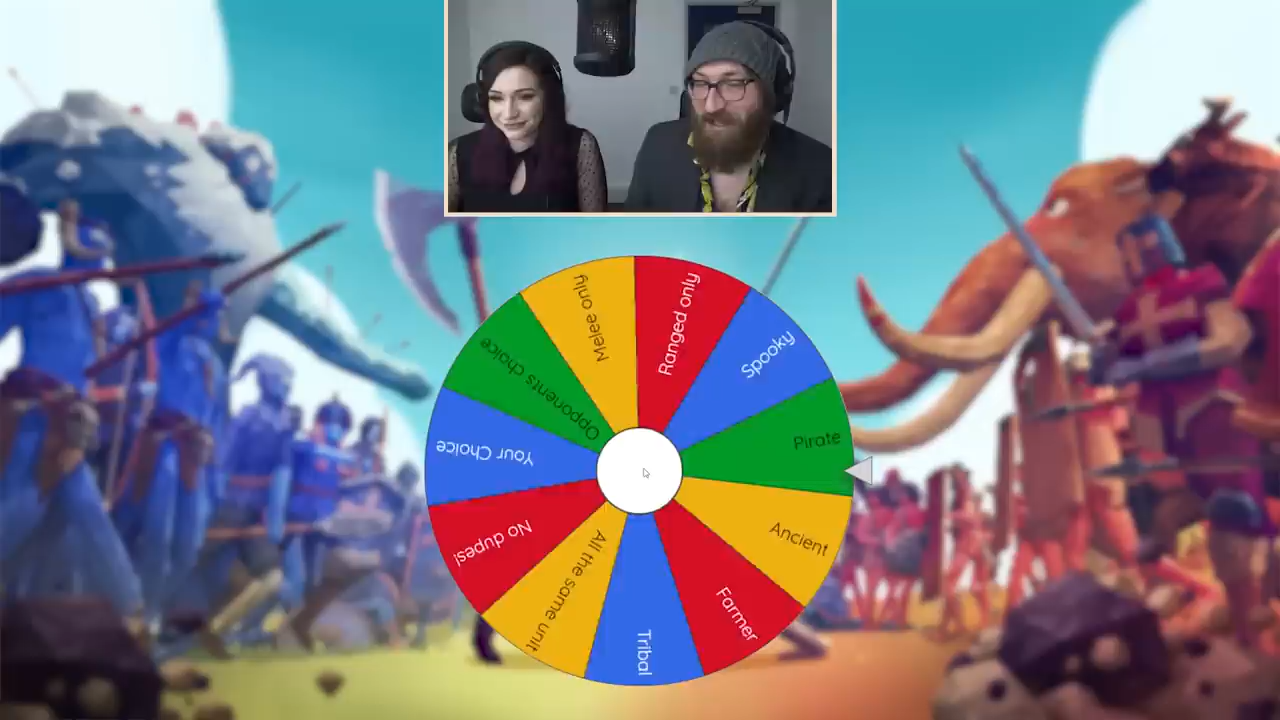 Melee only
Ranged only
Spooky
Pirate
Ancient
Farmer
Tribal
All the same unit
No dupes!
Your Choice
Opponents choice